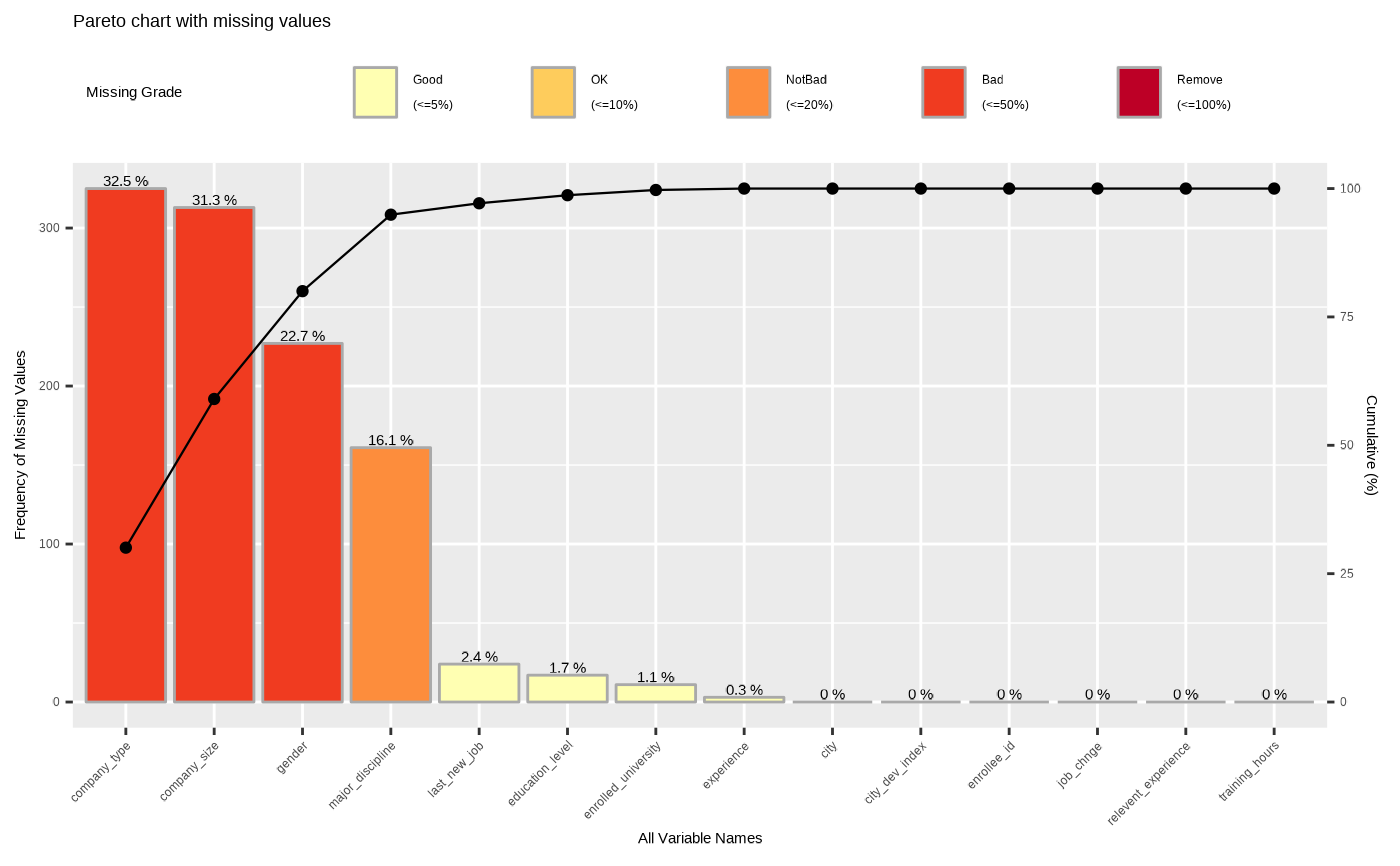 Pareto chart with missing values
Missing Grade
Good
(<=5%)
OK
(<=10%)
NotBad
(<=20%)
Bad
(<=50%)
Remove
(<=100%)
32.5 %
31.3 %
22.7 %
16.1 %
2.4 %
1.7 %
1.1 %
0.3 %
0 %
0 %
0 %
0 %
0 %
0 %
300
200
100
0
Frequency of Missing Values
100
75
50
25
0
Cumulative (%)
company_type
company_size
gender
major_discipline
last_new_job
education_level
enrolled_university
experience
city
city_dev_index
enrollee_id
job_chnge
relevent_experience
training_hours
All Variable Names